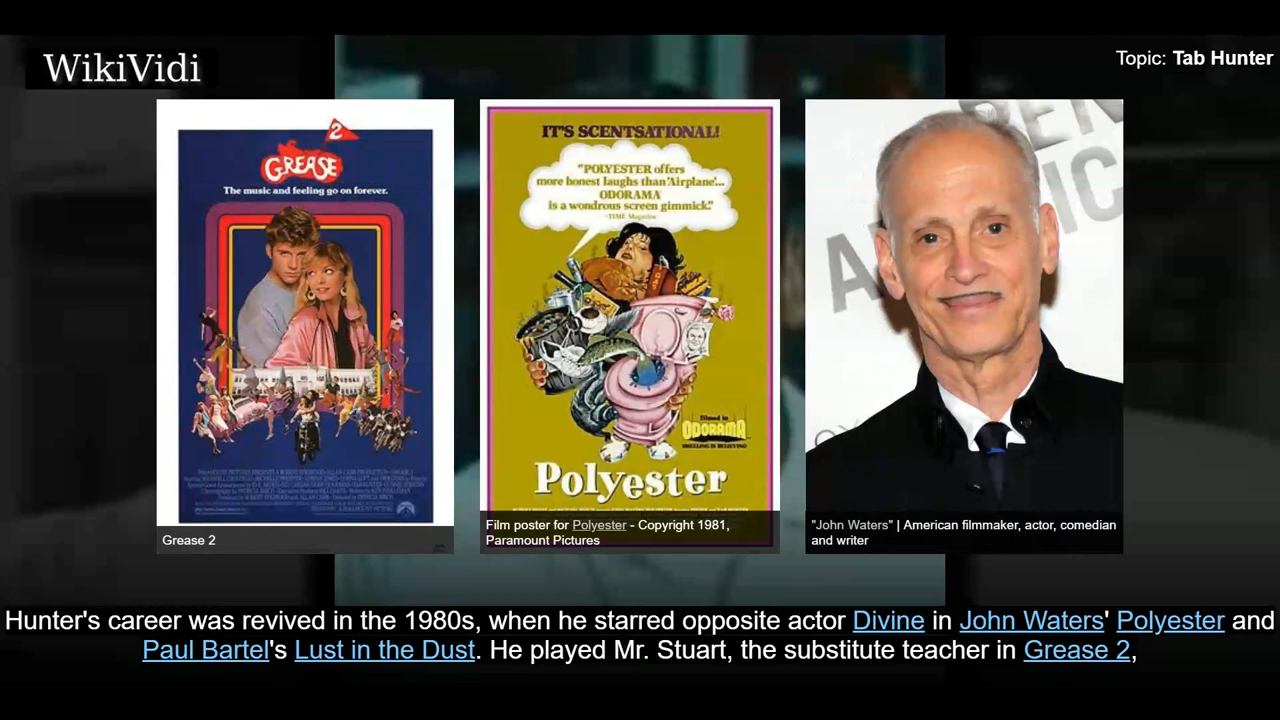 WikiVidi
Topic: Tab Hunter
2
GREASE
The music and feeling go on forever.
Grease 2
IT'S SCENTSATIONAL!
"POLYESTER offers
more honest laughs than 'Airplane'...
ODORAMA
is a wondrous screen gimmick."
-TIME Magazine
filmed in
ODORAMA
SMELLING IS BELIEVING
Polyester
Film poster for Polyester - Copyright 1981,
Paramount Pictures
"John Waters" | American filmmaker, actor, comedian
and writer
Hunter's career was revived in the 1980s, when he starred opposite actor Divine in John Waters' Polyester and
Paul Bartel's Lust in the Dust. He played Mr. Stuart, the substitute teacher in Grease 2,